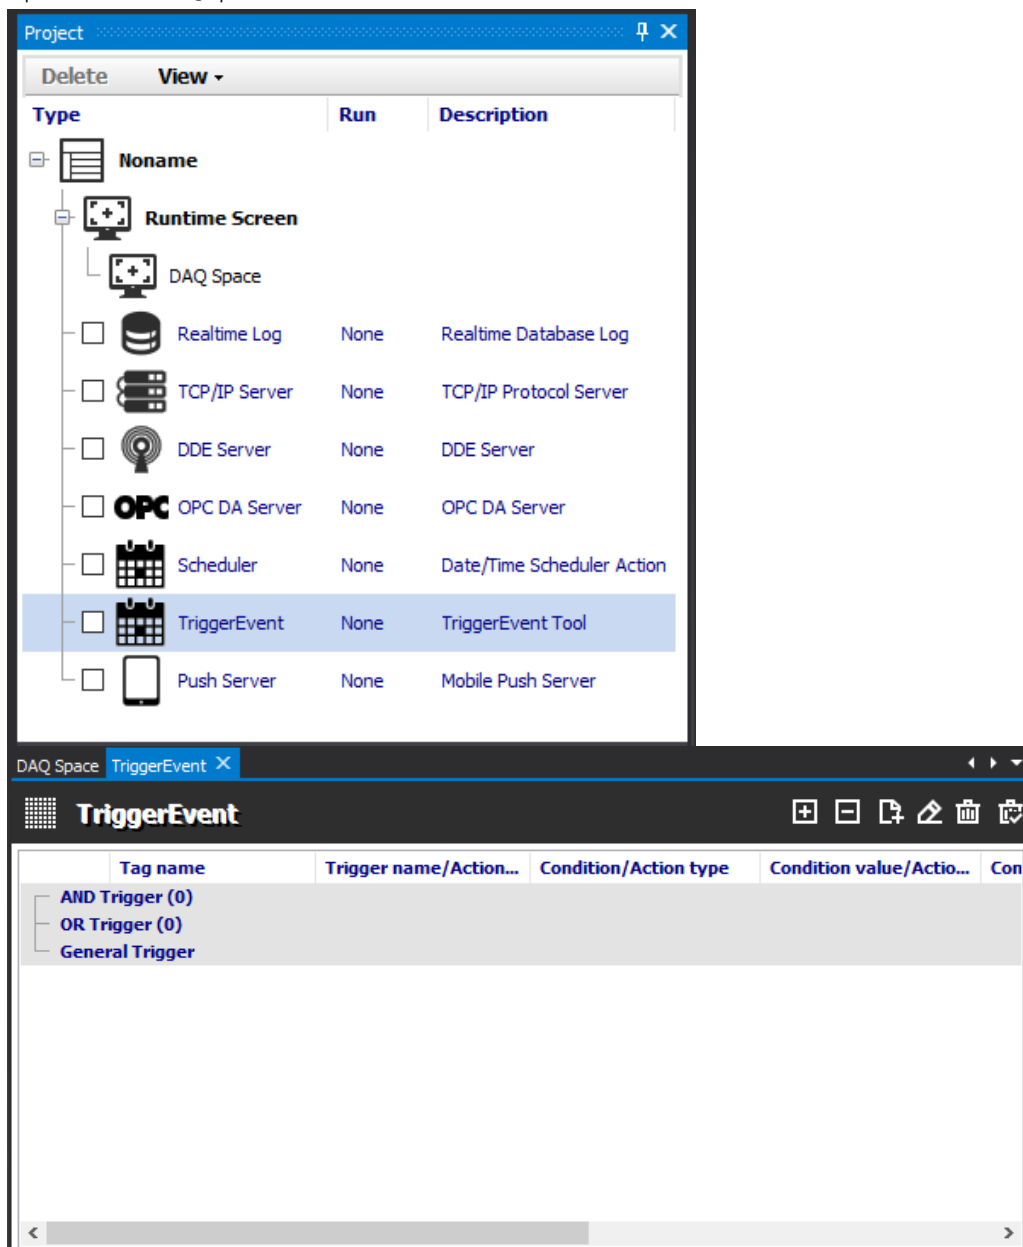 Project
Delete View
Type Run Description
Noname
Runtime Screen
DAQ Space
Realtime Log None Realtime Database Log
TCP/IP Server None TCP/IP Protocol Server
DDE Server None DDE Server
OPC OPC DA Server None OPC DA Server
Scheduler None Date/Time Scheduler Action
TriggerEvent None TriggerEvent Tool
Push Server None Mobile Push Server
DAQ Space TriggerEvent
TriggerEvent
Tag name Trigger name/Action... Condition/Action type Condition value/Actio... Con
AND Trigger (0)
OR Trigger (0)
General Trigger